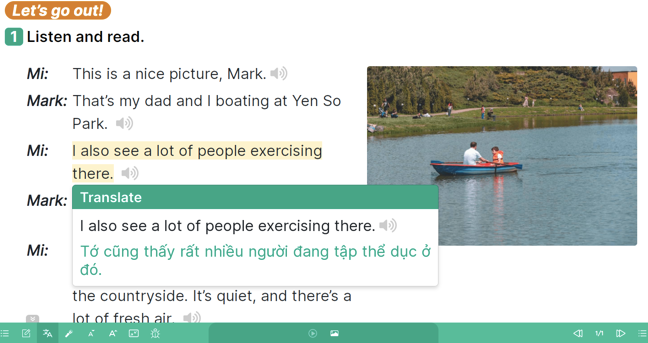 Let's go out!
1 Listen and read.
Mi: This is a nice picture, Mark.
Mark: That's my dad and I boating at Yen So
Park.
Mi: I also see a lot of people exercising
there.
Mark:
Translate
I also see a lot of people exercising there.
Tớ cũng thấy rất nhiều người đang tập thể dục ở
đó.
Mi:
the countryside. It's quiet, and there's a
lot of fresh air.
1/1